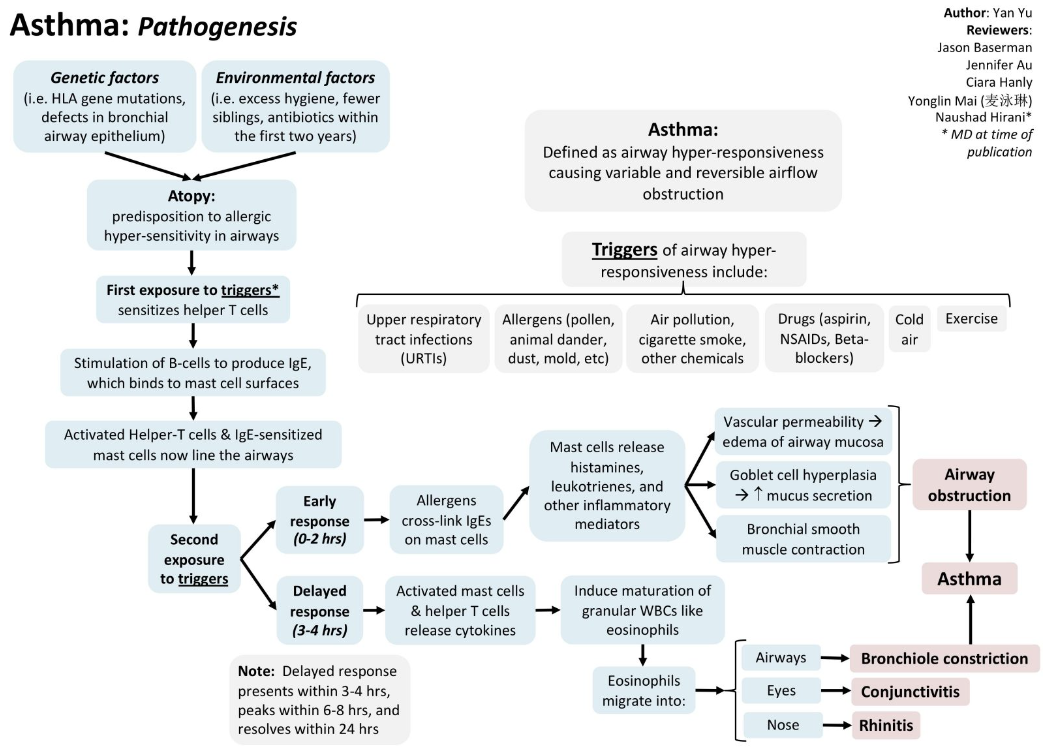 Asthma: Pathogenesis
Author: Yan Yu
Reviewers:
Jason Baserman
Jennifer Au
Ciara Hanly
Yonglin Mai (麦泳琳)
Naushad Hirani*
* MD at time of
publication
Genetic factors
(i.e. HLA gene mutations,
defects in bronchial
airway epithelium)
Environmental factors
(i.e. excess hygiene, fewer
siblings, antibiotics within
the first two years)
Atopy:
predisposition to allergic
hyper-sensitivity in airways
First exposure to triggers*
sensitizes helper T cells
Stimulation of B-cells to produce IgE,
which binds to mast cell surfaces
Activated Helper-T cells & IgE-sensitized
mast cells now line the airways
Second
exposure
to triggers
Asthma:
Defined as airway hyper-responsiveness
causing variable and reversible airflow
obstruction
Triggers of airway hyper-
responsiveness include:
Upper respiratory
tract infections
(URTIs)
Allergens (pollen,
animal dander,
dust, mold, etc)
Air pollution,
cigarette smoke,
other chemicals
Drugs (aspirin,
NSAIDs, Beta-
blockers)
Cold
air
Exercise
Early
response
(0-2 hrs)
Allergens
cross-link IgEs
on mast cells
Mast cells release
histamines,
leukotrienes, and
other inflammatory
mediators
Vascular permeability →
edema of airway mucosa
Goblet cell hyperplasia
→ ↑ mucus secretion
Bronchial smooth
muscle contraction
Airway
obstruction
Asthma
Delayed
response
(3-4 hrs)
Activated mast cells
& helper T cells
release cytokines
Induce maturation of
granular WBCs like
eosinophils
Eosinophils
migrate into:
Airways
Bronchiole constriction
Eyes
Conjunctivitis
Nose
Rhinitis
Note: Delayed response
presents within 3-4 hrs,
peaks within 6-8 hrs, and
resolves within 24 hrs